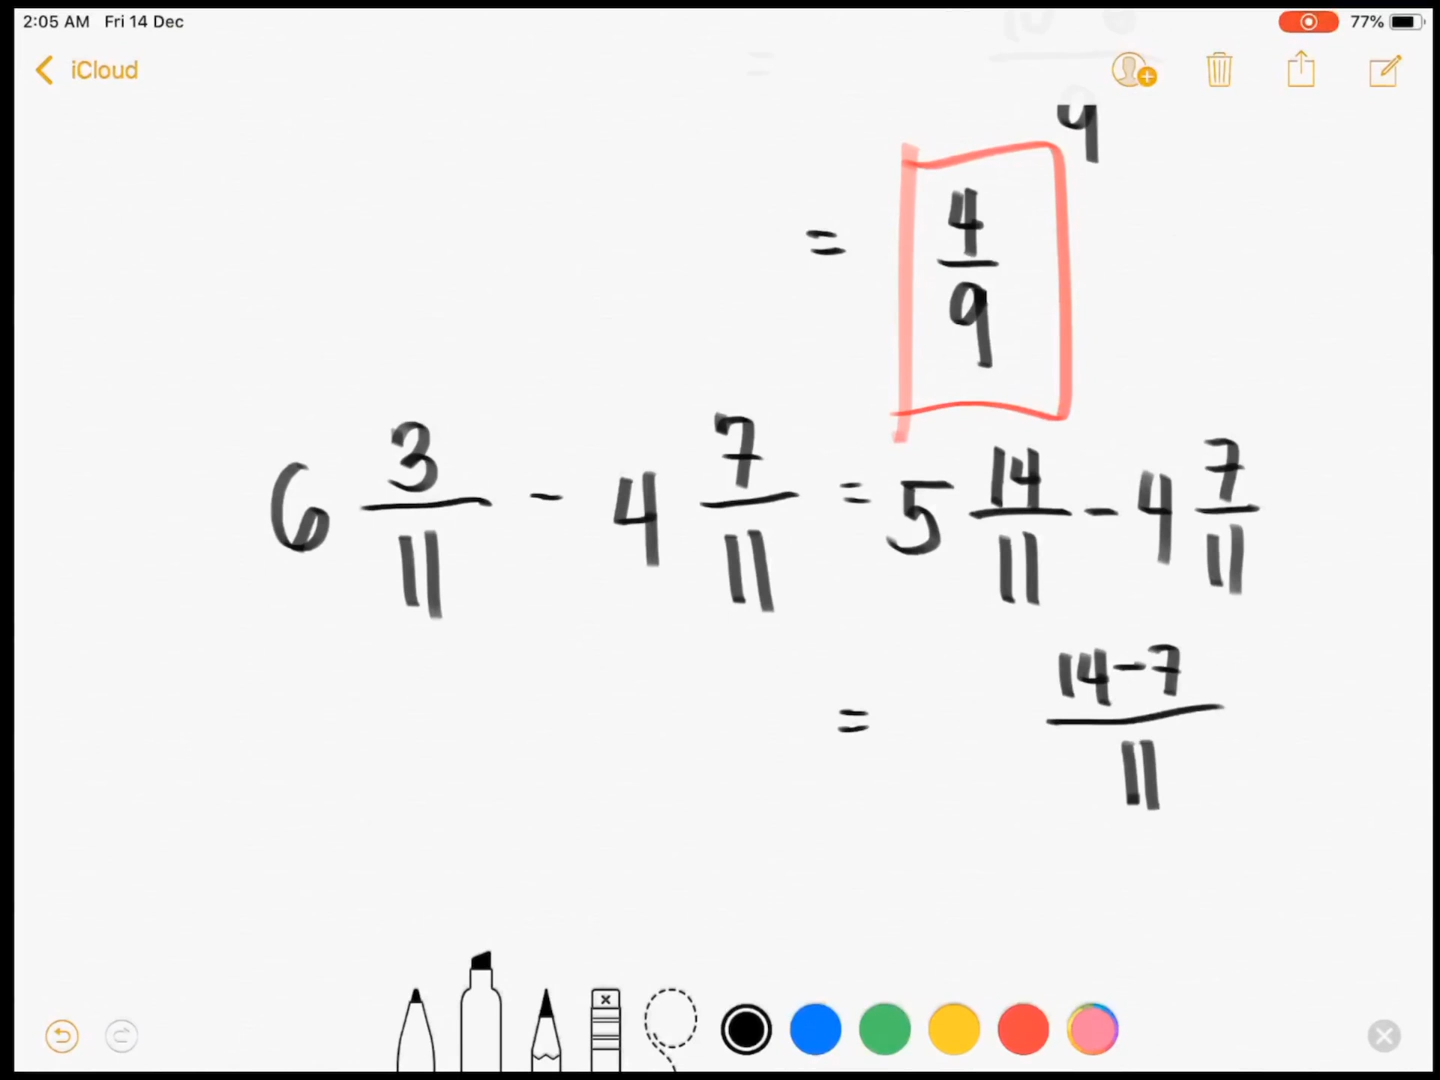 2:05 AM Fri 14 Dec
77%
iCloud
9
= 4/9
6 3/11 - 4 7/11 = 5 14/11 - 4 7/11
= 14-7/11